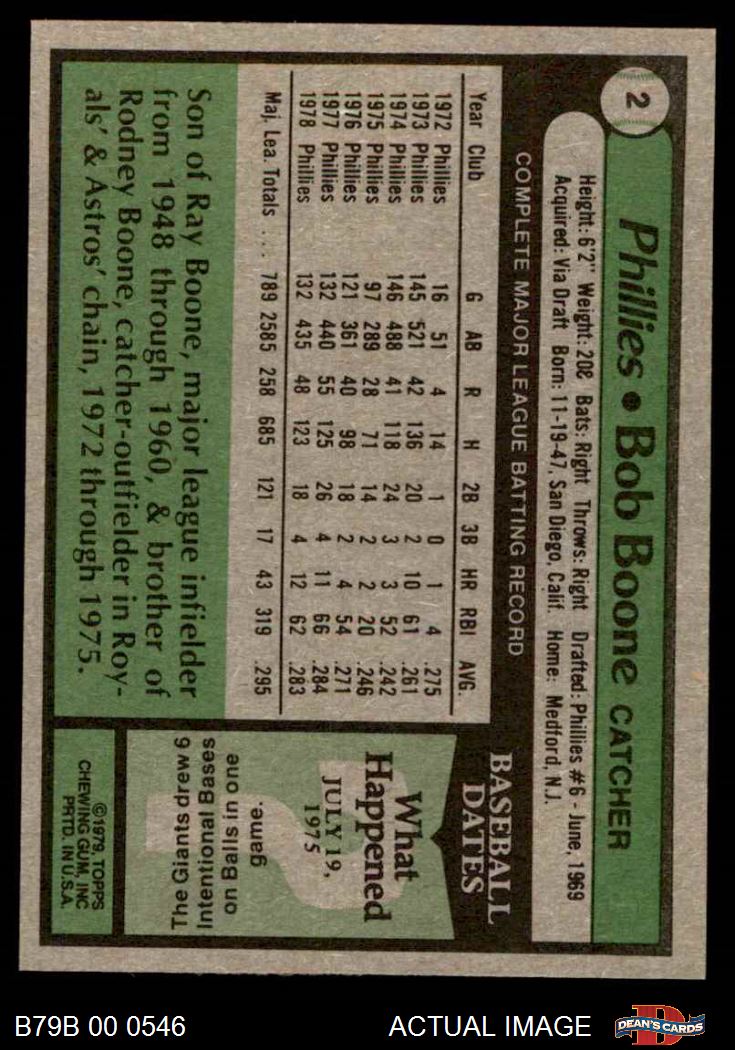 2
Phillies • Bob Boone CATCHER
Height: 6'2" Weight: 208 Bats: Right Throws: Right Drafted: Phillies #6 - June, 1969
Acquired: Via Draft Born: 11-19-47, San Diego, Calif. Home: Medford, N.J.
COMPLETE MAJOR LEAGUE BATTING RECORD
Year Club G AB R H 2B 3B HR RBI AVG.
1972 Phillies 16 51 4 14 1 0 1 4 .275
1973 Phillies 145 521 42 136 20 2 10 61 .261
1974 Phillies 146 488 41 118 24 3 3 52 .242
1975 Phillies 97 289 28 71 14 2 2 20 .246
1976 Phillies 121 361 40 98 18 2 4 54 .271
1977 Phillies 132 440 55 125 26 4 11 66 .284
1978 Phillies 132 435 48 123 18 4 12 62 .283
Maj. Lea. Totals ... 789 2585 258 685 121 17 43 319 .295
Son of Ray Boone, major league infielder
from 1948 through 1960, & brother of
Rodney Boone, catcher-outfielder in Roy-
als' & Astros' chain, 1972 through 1975.
BASEBALL
DATES
What
Happened
JULY 19,
1975
?
The Giants drew 6
Intentional Bases
on Balls in one
game.
©1979, TOPPS
CHEWING GUM, INC
PRTD. IN U.S.A.
B79B 00 0546
ACTUAL IMAGE
D
DEAN'S CARDS